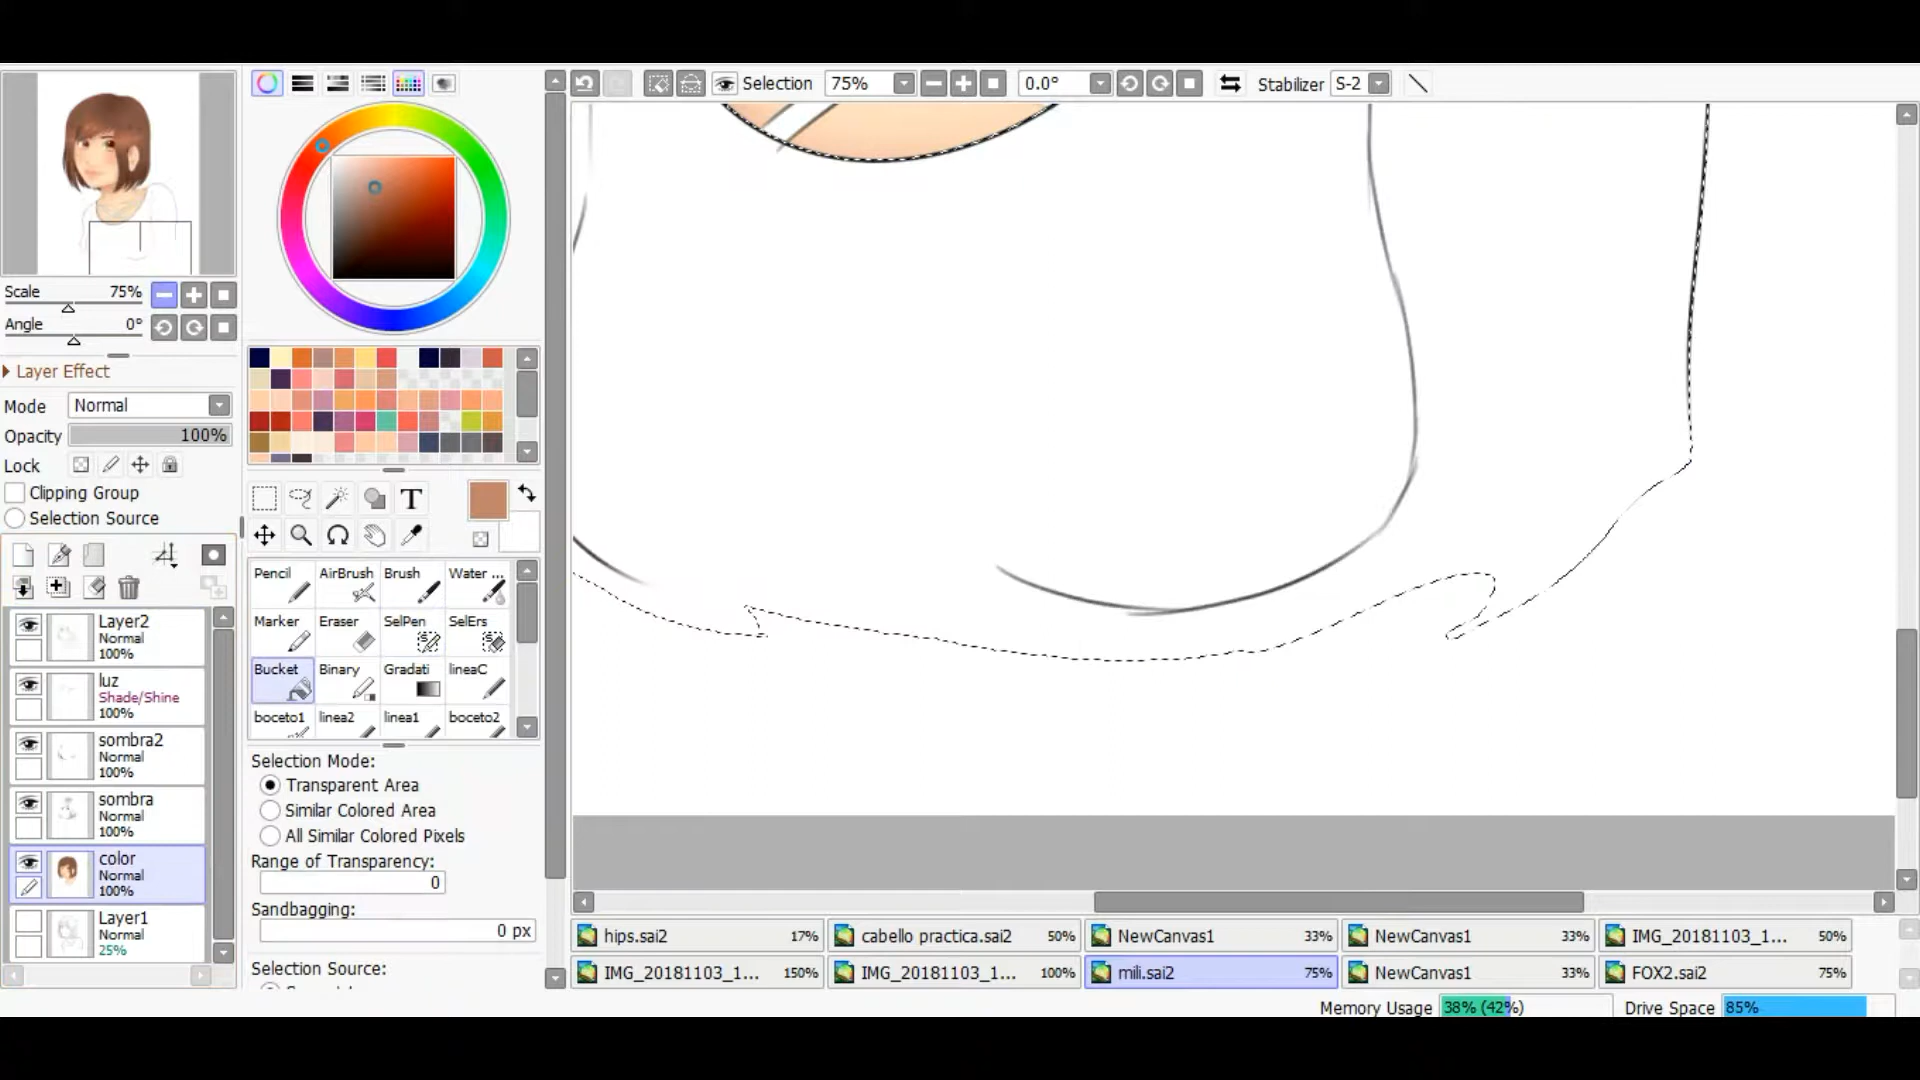 Selection 75% 0.0° Stabilizer S-2
Scale 75%
Angle 0°
Layer Effect
Mode Normal
Opacity 100%
Lock
Clipping Group
Selection Source
Layer2
Normal
100%
luz
Shade/Shine
100%
sombra2
Normal
100%
sombra
Normal
100%
color
Normal
100%
Layer1
Normal
25%
T
Pencil AirBrush Brush Water ...
Marker Eraser SelPen SelErs
Bucket Binary Gradati lineaC
boceto1 linea2 linea1 boceto2
Selection Mode:
Transparent Area
Similar Colored Area
All Similar Colored Pixels
Range of Transparency:
0
Sandbagging:
0 px
Selection Source:
hips.sai2 17% cabello practica.sai2 50% NewCanvas1 33% NewCanvas1 33% IMG_20181103_1... 50%
IMG_20181103_1... 150% IMG_20181103_1... 100% mili.sai2 75% NewCanvas1 33% FOX2.sai2 75%
Memory Usage 38% (42%) Drive Space 85%